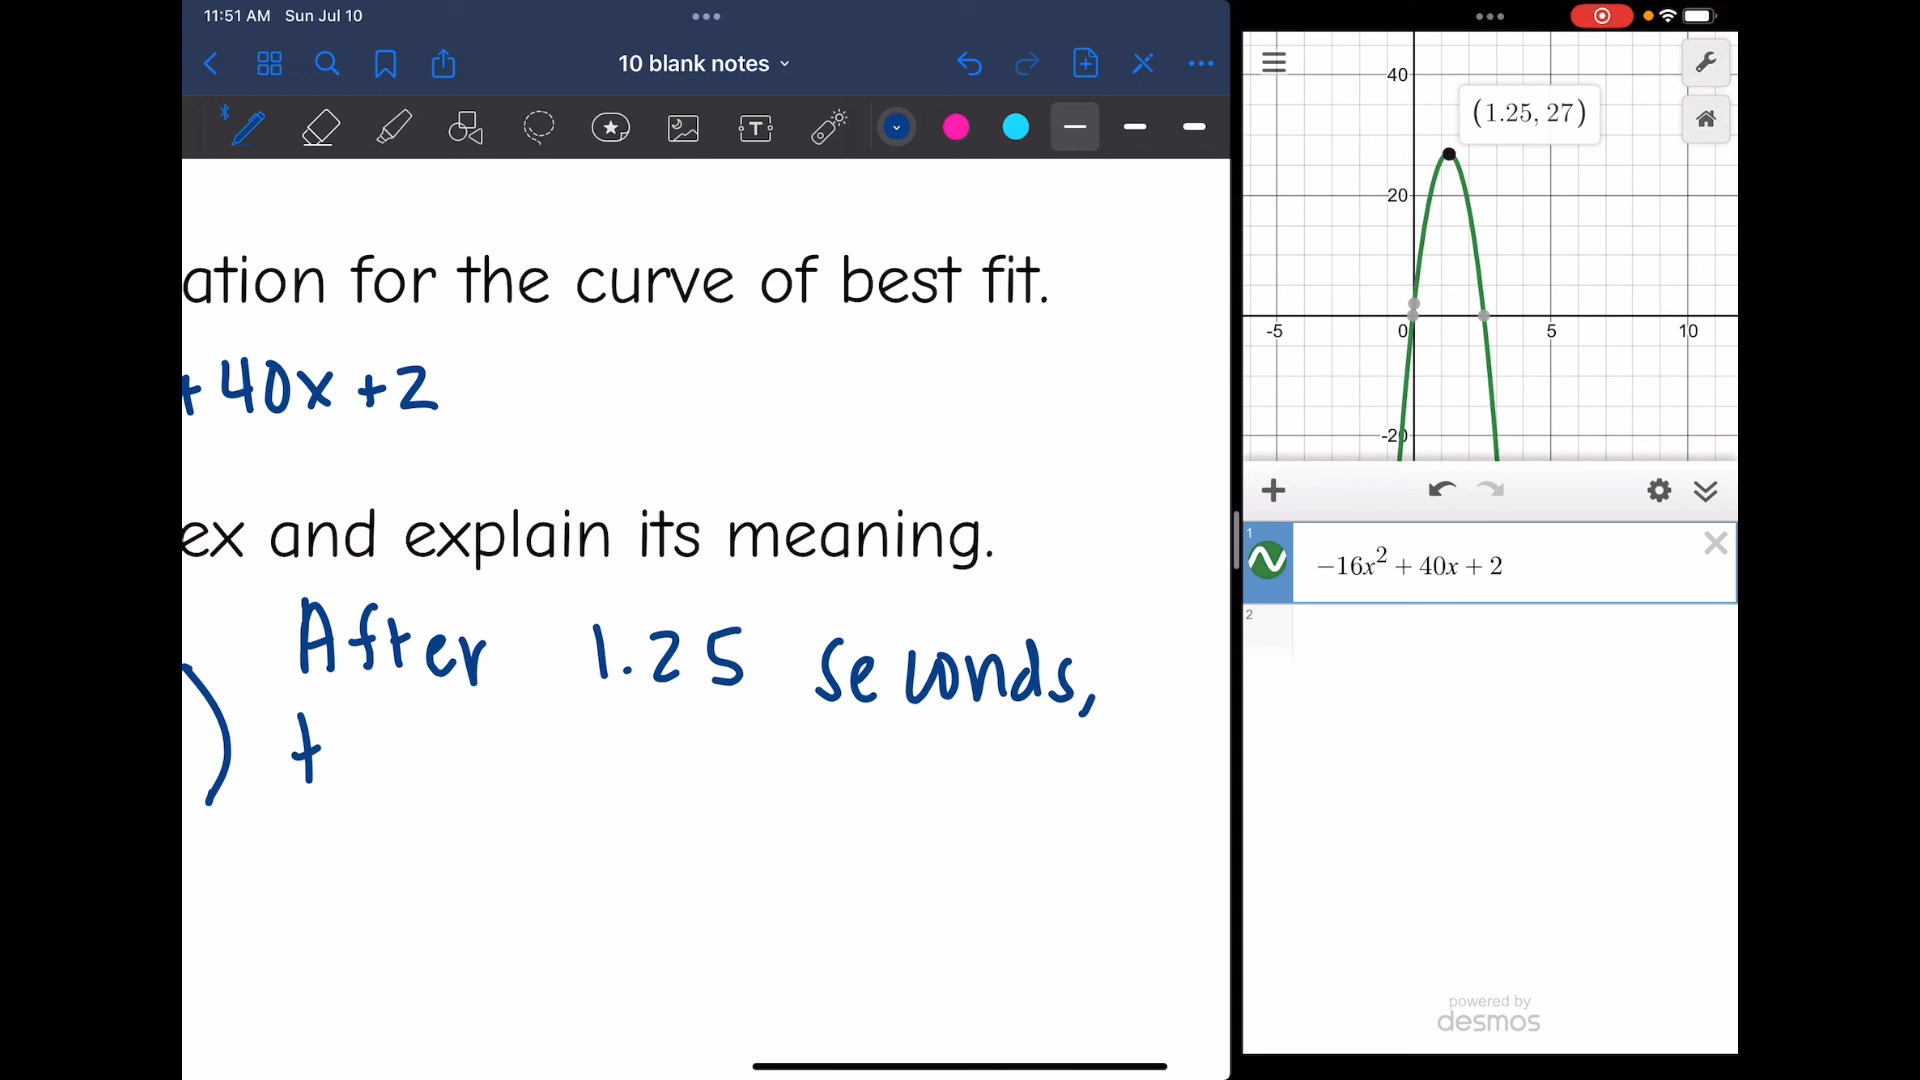 11:51 AM Sun Jul 10
10 blank notes
T
ation for the curve of best fit.
+40x +2
ex and explain its meaning.
After 1.25 seconds,
t
)
40
(1.25, 27)
20
-5 0 5 10
-20
1
−16x² + 40x + 2
2
powered by
desmos